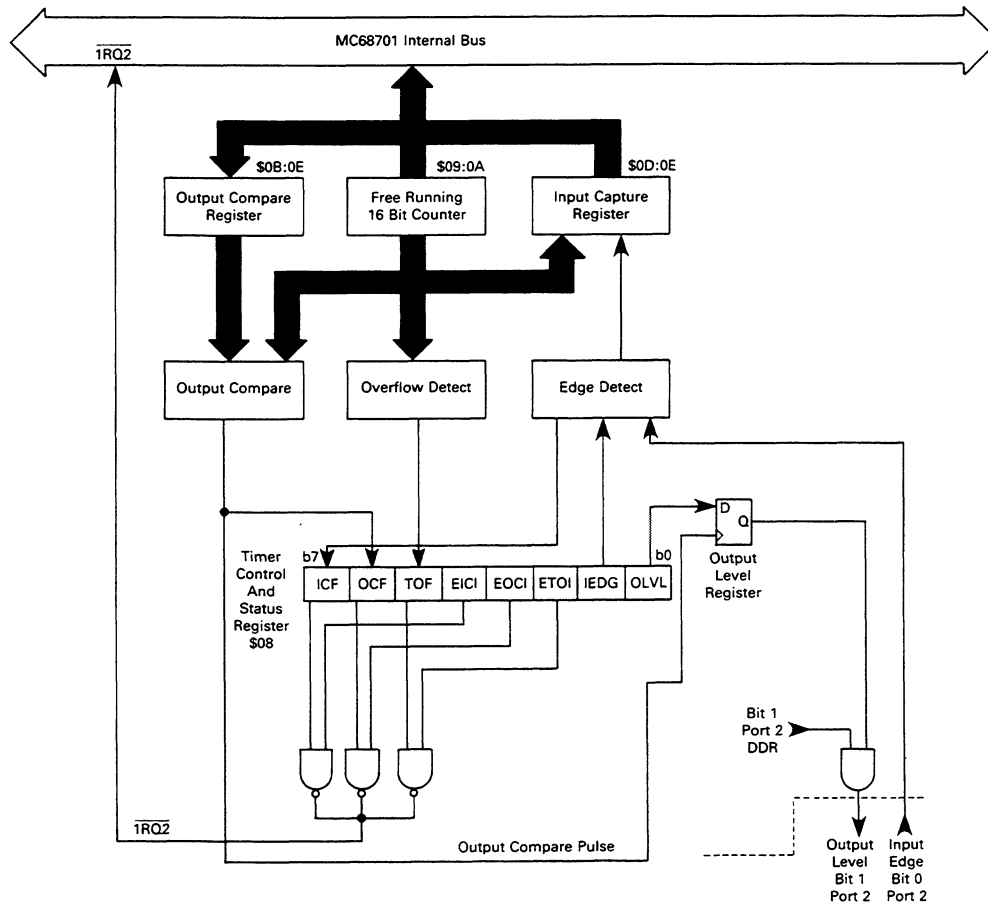 MC68701 Internal Bus
1RQ2
$0B:0E
$09:0A
$0D:0E
Output Compare
Register
Free Running
16 Bit Counter
Input Capture
Register
Output Compare
Overflow Detect
Edge Detect
D
Q
Output
Level
Register
b7
b0
Timer
Control
And
Status
Register
$08
ICF
OCF
TOF
EICI
EOCI
ETOI
IEDG
OLVL
Bit 1
Port 2
DDR
1RQ2
Output Compare Pulse
Output
Level
Bit 1
Port 2
Input
Edge
Bit 0
Port 2